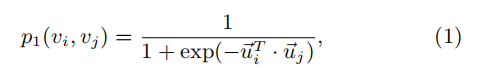 $p_1(v_i, v_j) = \frac{1}{1 + \exp(-\vec{u}_i^T \cdot \vec{u}_j)},$ (1)